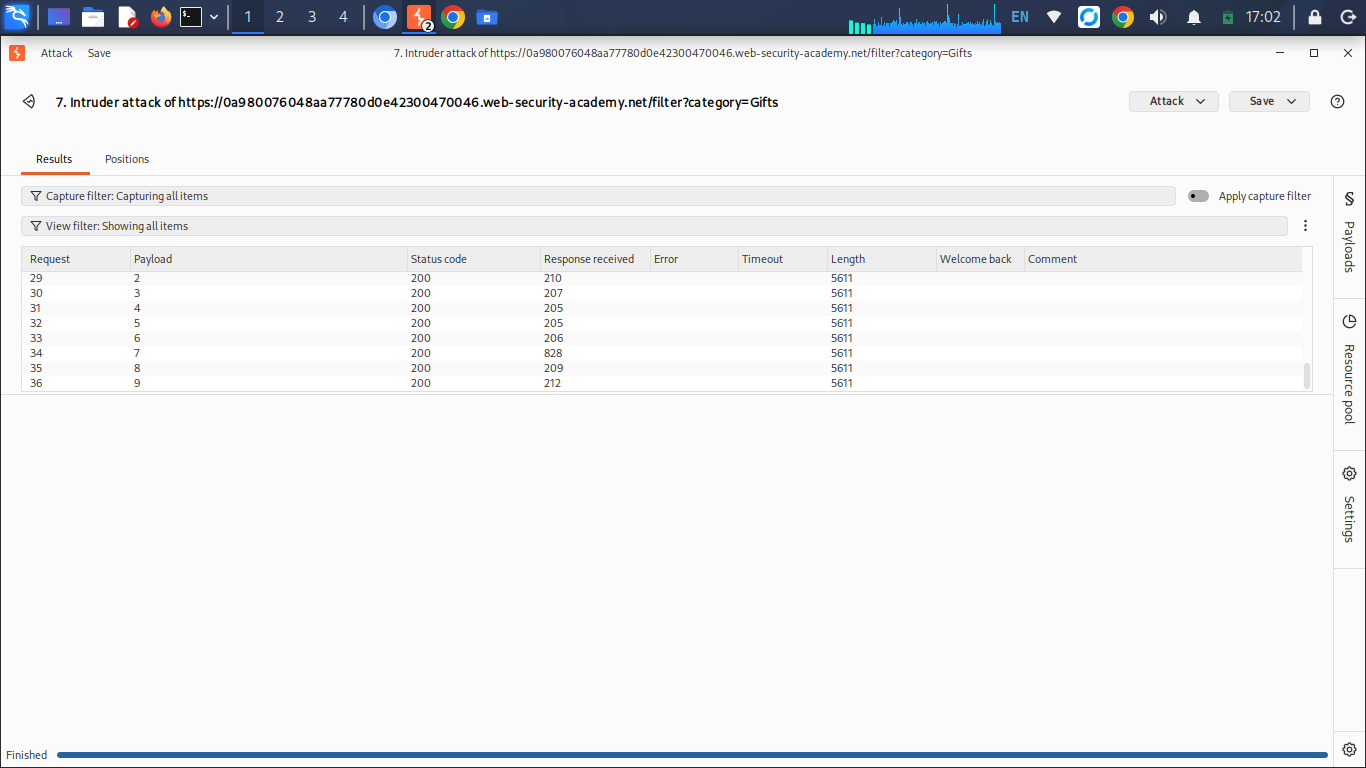 1 2 3 4 2 EN 17:02
Attack Save 7. Intruder attack of https://0a980076048aa77780d0e42300470046.web-security-academy.net/filter?category=Gifts
7. Intruder attack of https://0a980076048aa77780d0e42300470046.web-security-academy.net/filter?category=Gifts Attack Save
Results Positions
Capture filter: Capturing all items Apply capture filter
View filter: Showing all items
Request Payload Status code Response received Error Timeout Length Welcome back Comment
29 2 200 210 5611
30 3 200 207 5611
31 4 200 205 5611
32 5 200 205 5611
33 6 200 206 5611
34 7 200 828 5611
35 8 200 209 5611
36 9 200 212 5611
Payloads
Resource pool
Settings
Finished